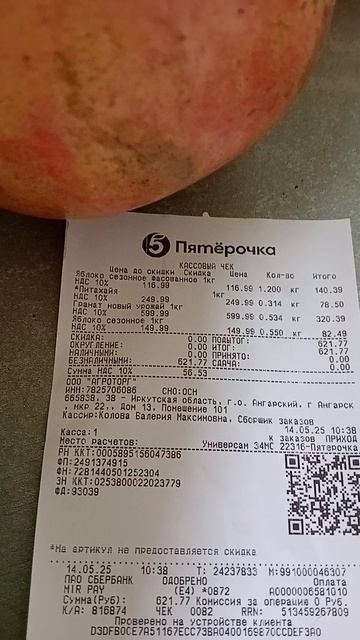 5 Пятёрочка
КАССОВЫЙ ЧЕК
Цена до скидки Скидка Цена Кол-во Итого
Яблоко сезонное фасованное 1кг
НДС 10% 116.99 116.99 1.200 кг 140.39
*Питахайя 1кг
НДС 10% 249.99 249.99 0.314 кг 78.50
Гранат новый урожай 1кг
НДС 10% 599.99 599.99 0.534 кг 320.39
Яблоко сезонное 1кг
НДС 10% 149.99 149.99 0.550 кг 82.49
СКИДКА: 0.00 ПОДЫТОГ: 621.77
ОКРУГЛЕНИЕ: 0.00 ИТОГ: 621.77
НАЛИЧНЫМИ: 0.00 ПРИНЯТО: 0.00
БЕЗНАЛИЧНЫМИ: 621.77 СДАЧА: 0.00
Сумма НДС 10% 56.53
ООО "АГРОТОРГ"
ИНН:7825706086 СНО:ОСН
665838, 38 - Иркутская область, г.о. Ангарский, г Ангарск
, мкр 22, Дом 13, Помещение 101
Кассир:Колова Валерия Максимовна, Сборщик заказов
14.05.25 10:38
Касса:1 К заказов ПРИХОД
Место расчетов: Универсам 34МС 22316-Пятерочка
РН ККТ:0005895156047386
ФП:2491374915
ФН:7281440501252304
ЗН ККТ:0253800022023779
ФД:93039
*На артикул не предоставляется скидка
14.05.25 10:38 Т: 24237833 М:991000046307
ПАО СБЕРБАНК ОДОБРЕНО Оплата
MIR PAY (E4) *0872 A0000006581010
Сумма(Руб): 621.77 Комиссия за операцию 0 Руб.
К/А: 816874 ЧЕК 0082 RRN: 513459267809
Проверено на устройстве клиента